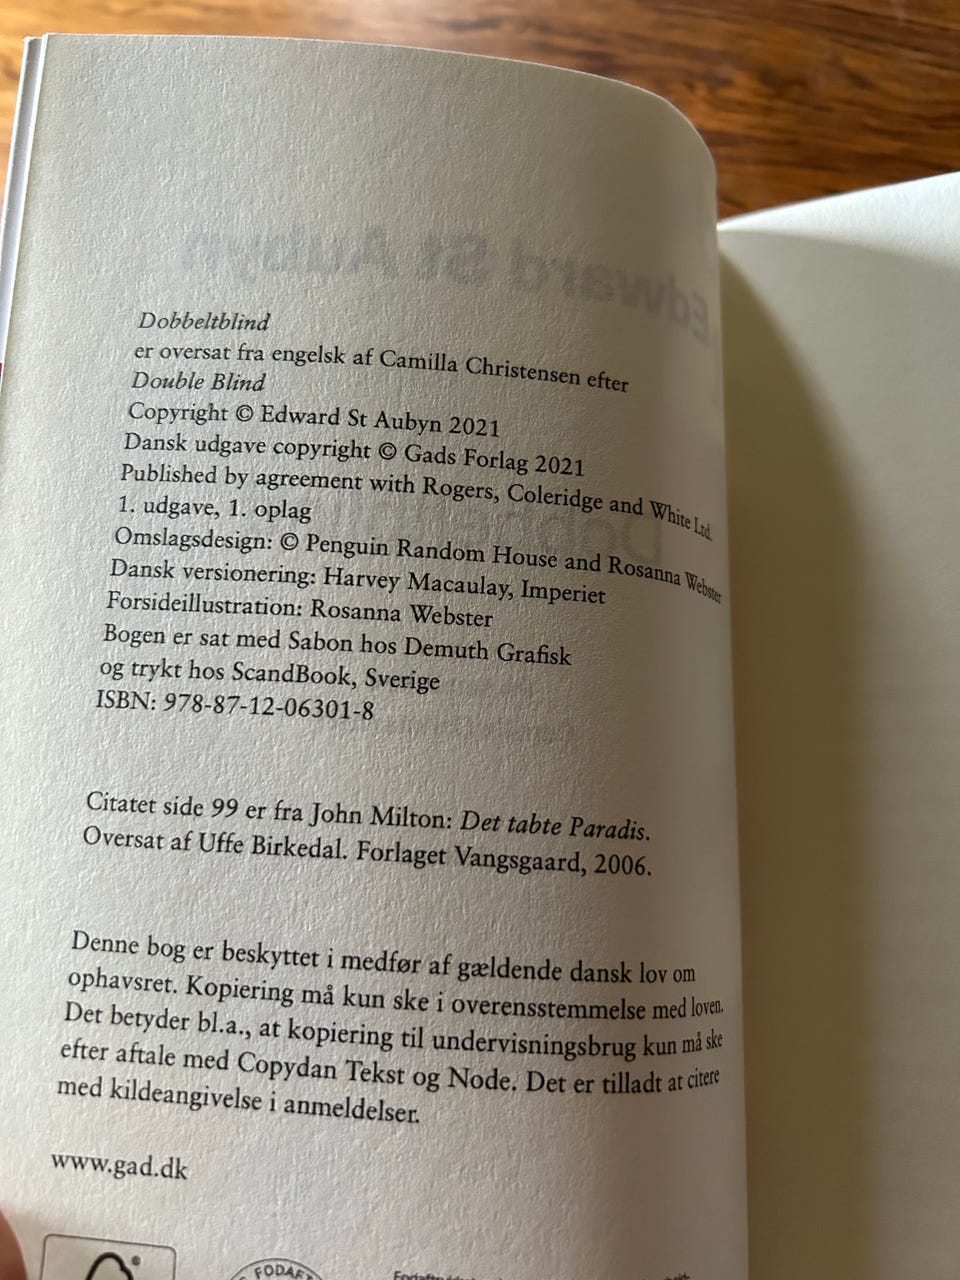 Dobbeltblind
er oversat fra engelsk af Camilla Christensen efter
Double Blind
Copyright © Edward St Aubyn 2021
Dansk udgave copyright © Gads Forlag 2021
Published by agreement with Rogers, Coleridge and White Ltd.
1. udgave, 1. oplag
Omslagsdesign: © Penguin Random House and Rosanna Webster
Dansk versionering: Harvey Macaulay, Imperiet
Forsideillustration: Rosanna Webster
Bogen er sat med Sabon hos Demuth Grafisk
og trykt hos ScandBook, Sverige
ISBN: 978-87-12-06301-8
Citatet side 99 er fra John Milton: Det tabte Paradis.
Oversat af Uffe Birkedal. Forlaget Vangsgaard, 2006.
Denne bog er beskyttet i medfør af gældende dansk lov om
ophavsret. Kopiering må kun ske i overensstemmelse med loven.
Det betyder bl.a., at kopiering til undervisningsbrug kun må ske
efter aftale med Copydan Tekst og Node. Det er tilladt at citere
med kildeangivelse i anmeldelser.
www.gad.dk